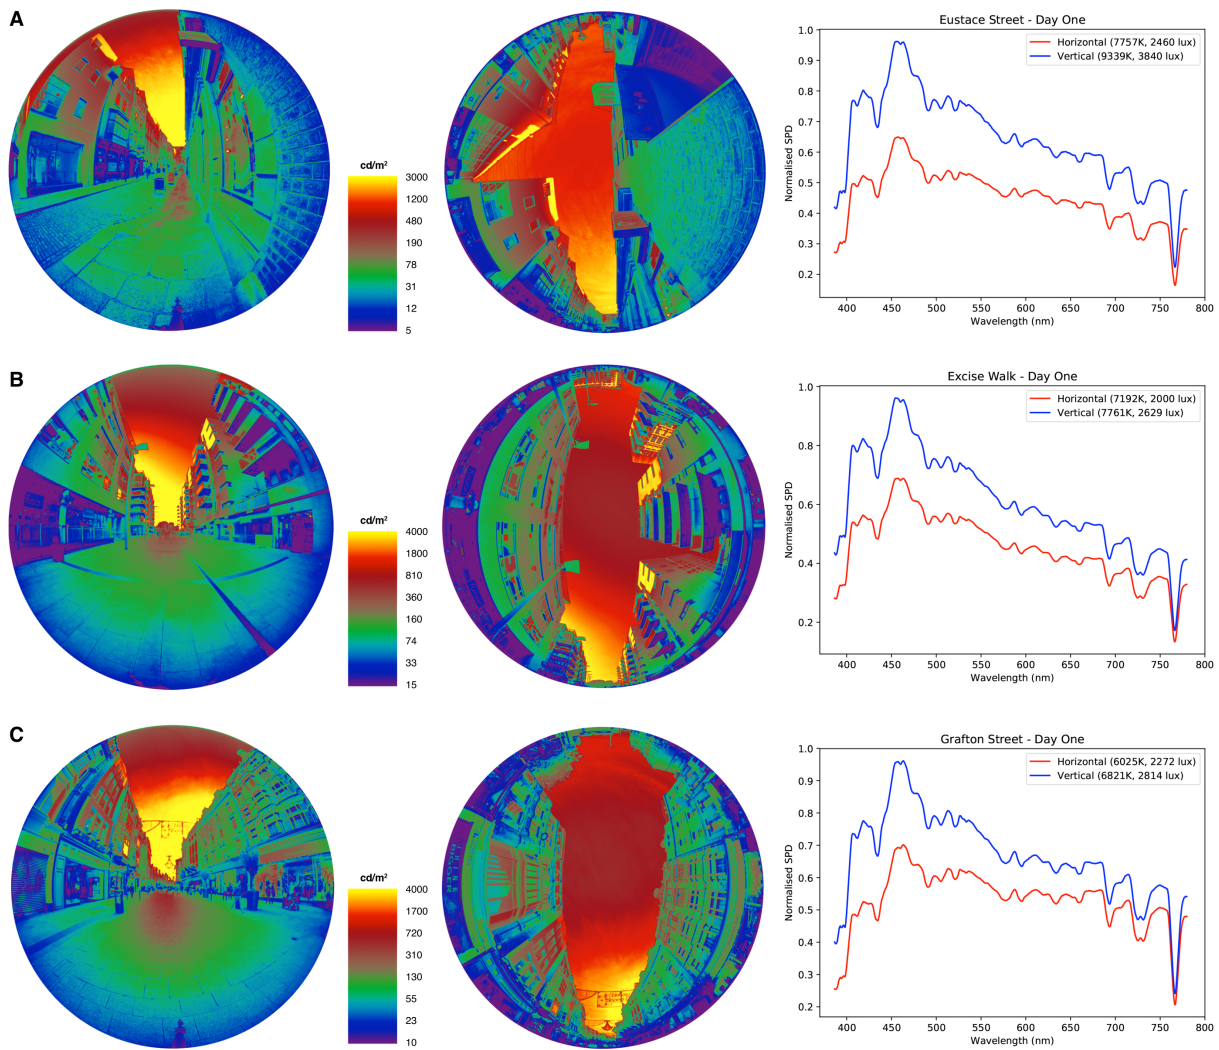 A
cd/m²
3000
1200
480
190
78
31
12
5
Eustace Street - Day One
Horizontal (7757K, 2460 lux)
Vertical (9339K, 3840 lux)
Normalised SPD
1.0
0.9
0.8
0.7
0.6
0.5
0.4
0.3
0.2
400 450 500 550 600 650 700 750 800
Wavelength (nm)
B
cd/m²
4000
1800
810
360
160
74
33
15
Excise Walk - Day One
Horizontal (7192K, 2000 lux)
Vertical (7761K, 2629 lux)
Normalised SPD
1.0
0.8
0.6
0.4
0.2
400 450 500 550 600 650 700 750 800
Wavelength (nm)
C
cd/m²
4000
1700
720
310
130
55
23
10
Grafton Street - Day One
Horizontal (6025K, 2272 lux)
Vertical (6821K, 2814 lux)
Normalised SPD
1.0
0.9
0.8
0.7
0.6
0.5
0.4
0.3
0.2
400 450 500 550 600 650 700 750 800
Wavelength (nm)